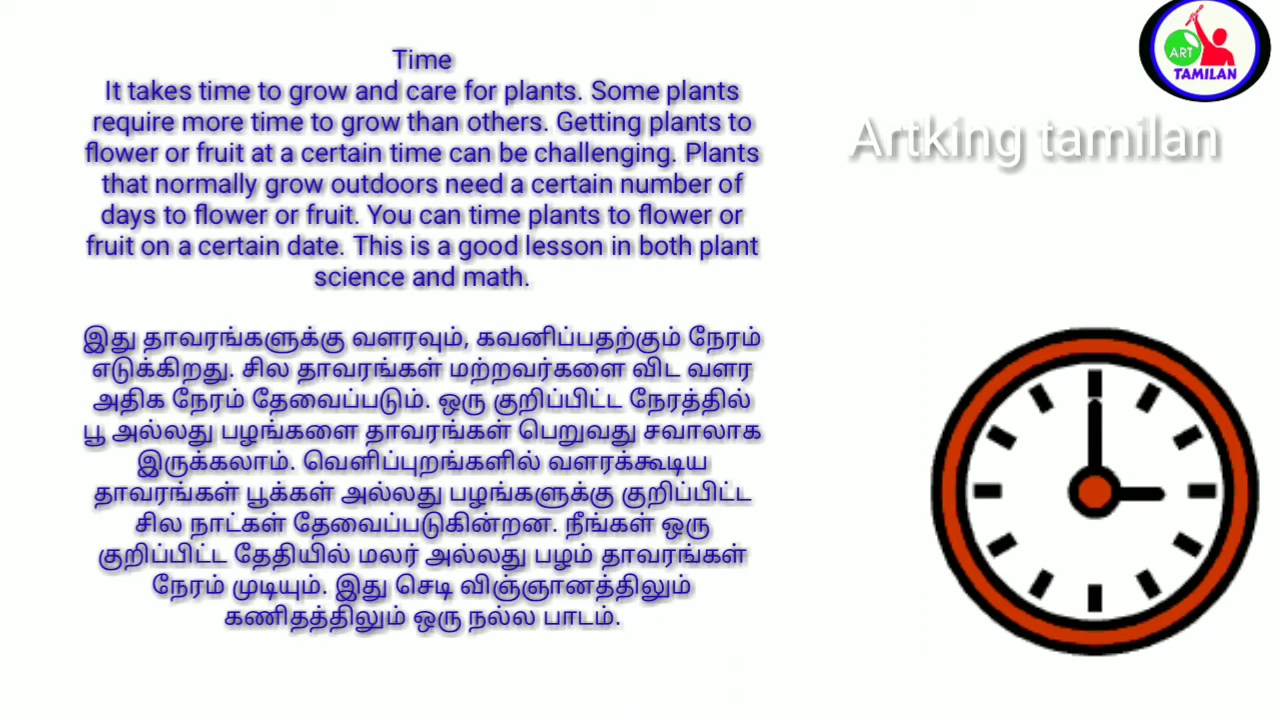 Time
It takes time to grow and care for plants. Some plants
require more time to grow than others. Getting plants to
flower or fruit at a certain time can be challenging. Plants
that normally grow outdoors need a certain number of
days to flower or fruit. You can time plants to flower or
fruit on a certain date. This is a good lesson in both plant
science and math.
இது தாவரங்களுக்கு வளரவும், கவனிப்பதற்கும் நேரம்
எடுக்கிறது. சில தாவரங்கள் மற்றவர்களை விட வளர
அதிக நேரம் தேவைப்படும். ஒரு குறிப்பிட்ட நேரத்தில்
பூ அல்லது பழங்களை தாவரங்கள் பெறுவது சவாலாக
இருக்கலாம். வெளிப்புறங்களில் வளரக்கூடிய
தாவரங்கள் பூக்கள் அல்லது பழங்களுக்கு குறிப்பிட்ட
சில நாட்கள் தேவைப்படுகின்றன. நீங்கள் ஒரு
குறிப்பிட்ட தேதியில் மலர் அல்லது பழம் தாவரங்கள்
நேரம் முடியும். இது செடி விஞ்ஞானத்திலும்
கணிதத்திலும் ஒரு நல்ல பாடம்.
ART
TAMILAN
Artking tamilan